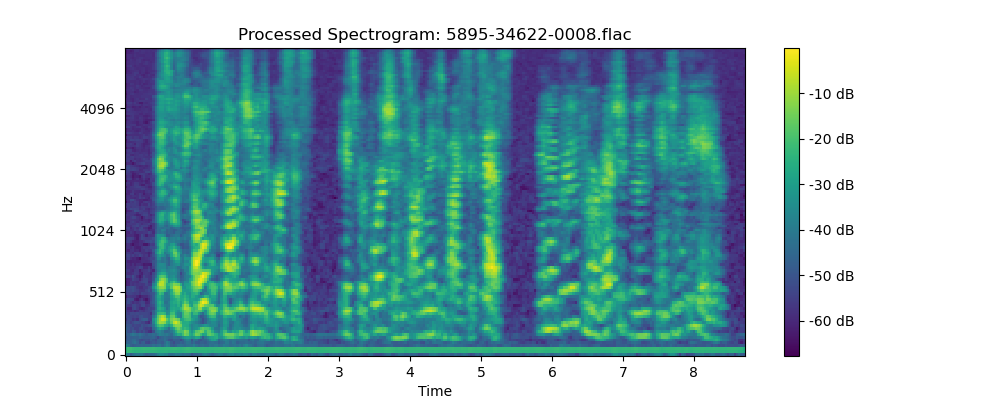 Processed Spectrogram: 5895-34622-0008.flac
Hz
4096
2048
1024
512
0
0 1 2 3 4 5 6 7 8
Time
-10 dB
-20 dB
-30 dB
-40 dB
-50 dB
-60 dB